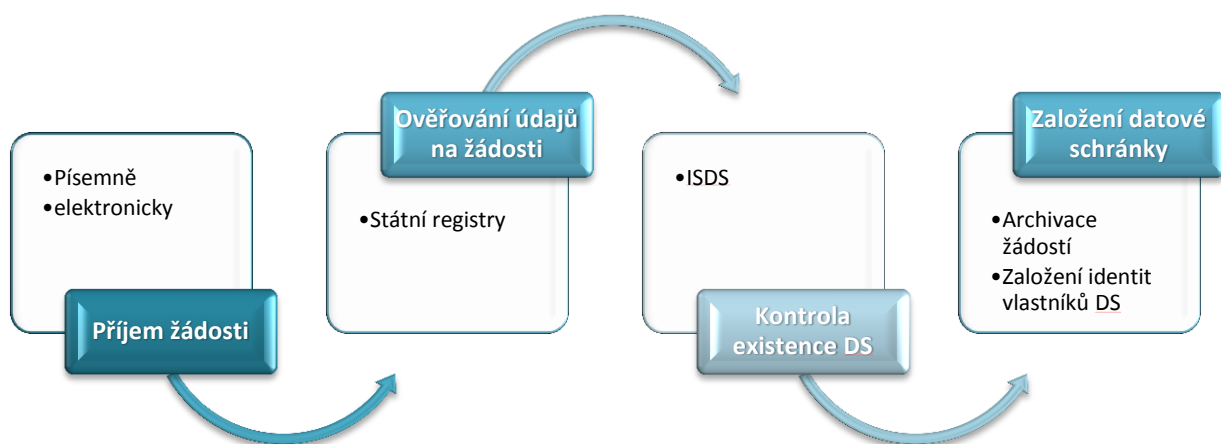 •Písemně
•elektronicky
Příjem žádosti
Ověřování údajů
na žádosti
•Státní registry
•ISDS
Kontrola
existence DS
Založení datové
schránky
•Archivace
žádostí
•Založení identit
vlastníků DS